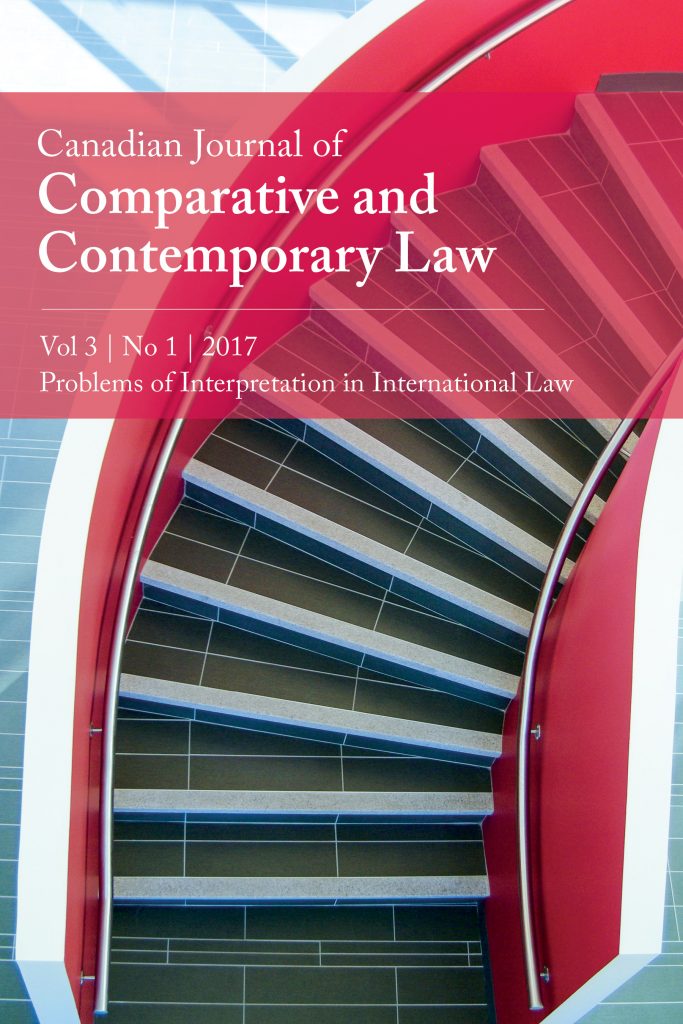 Canadian Journal of
Comparative and
Contemporary Law
Vol 3 | No 1 | 2017
Problems of Interpretation in International Law